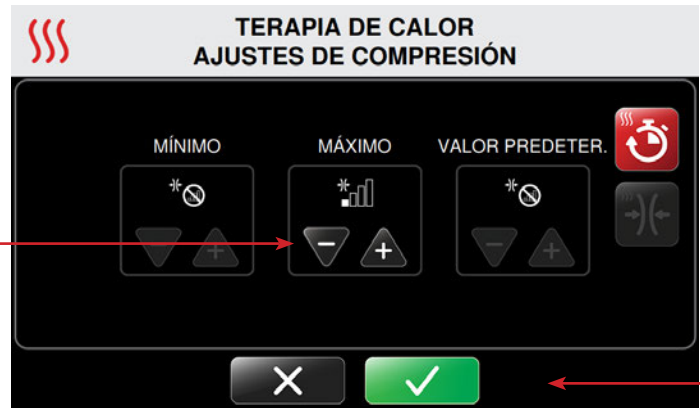 TERAPIA DE CALOR
AJUSTES DE COMPRESIÓN
MÍNIMO
MÁXIMO
VALOR PREDETER.